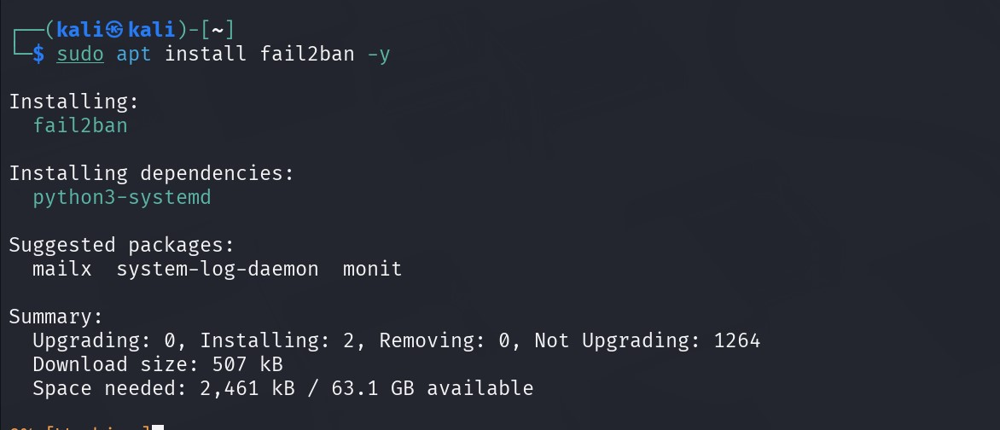 ┌──(kali㉿kali)-[~]
└─$ sudo apt install fail2ban -y
Installing:
fail2ban
Installing dependencies:
python3-systemd
Suggested packages:
mailx system-log-daemon monit
Summary:
Upgrading: 0, Installing: 2, Removing: 0, Not Upgrading: 1264
Download size: 507 kB
Space needed: 2,461 kB / 63.1 GB available